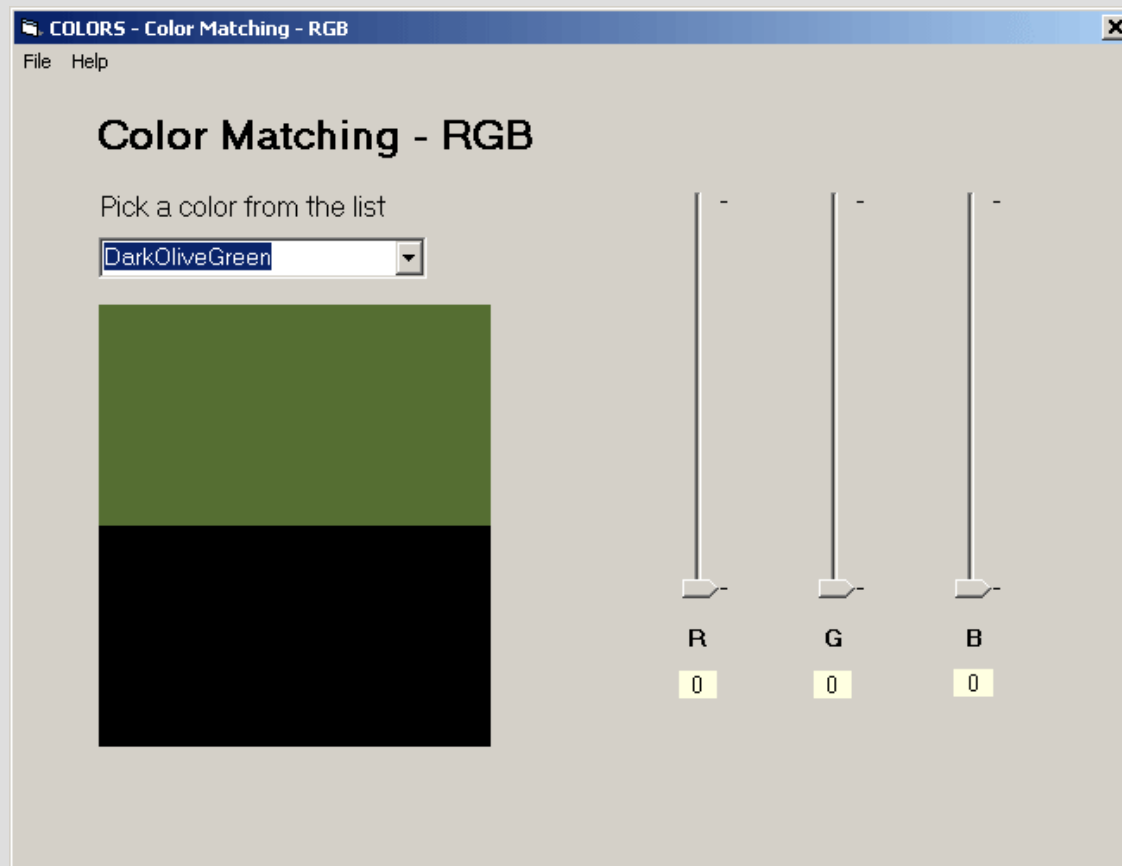 COLORS - Color Matching - RGB
File Help
Color Matching - RGB
Pick a color from the list
DarkOliveGreen
- - -
- - -
R G B
0 0 0